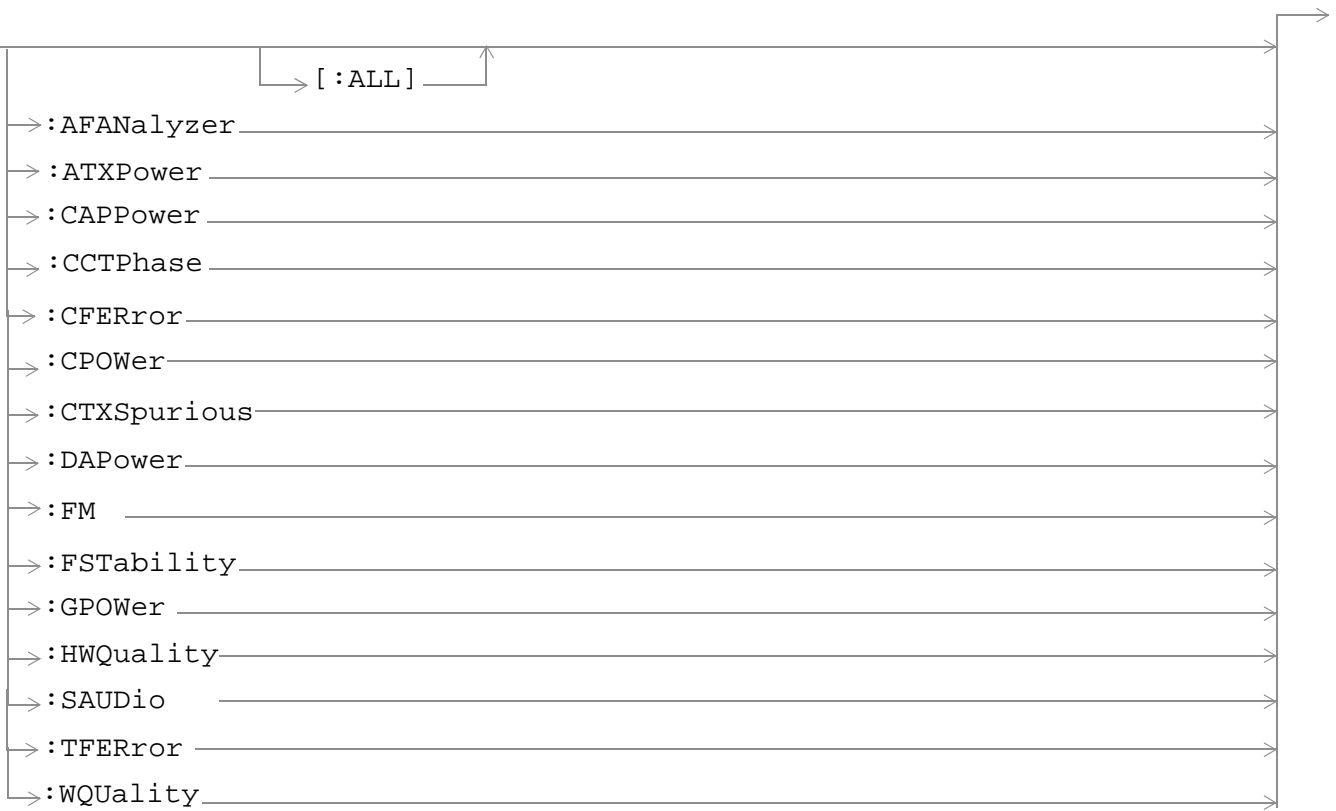 [:ALL]
:AFANalyzer
:ATXPower
:CAPPower
:CCTPhase
:CFERror
:CPOWer
:CTXSpurious
:DAPower
:FM
:FSTability
:GPOWer
:HWQuality
:SAUDio
:TFERror
:WQUality